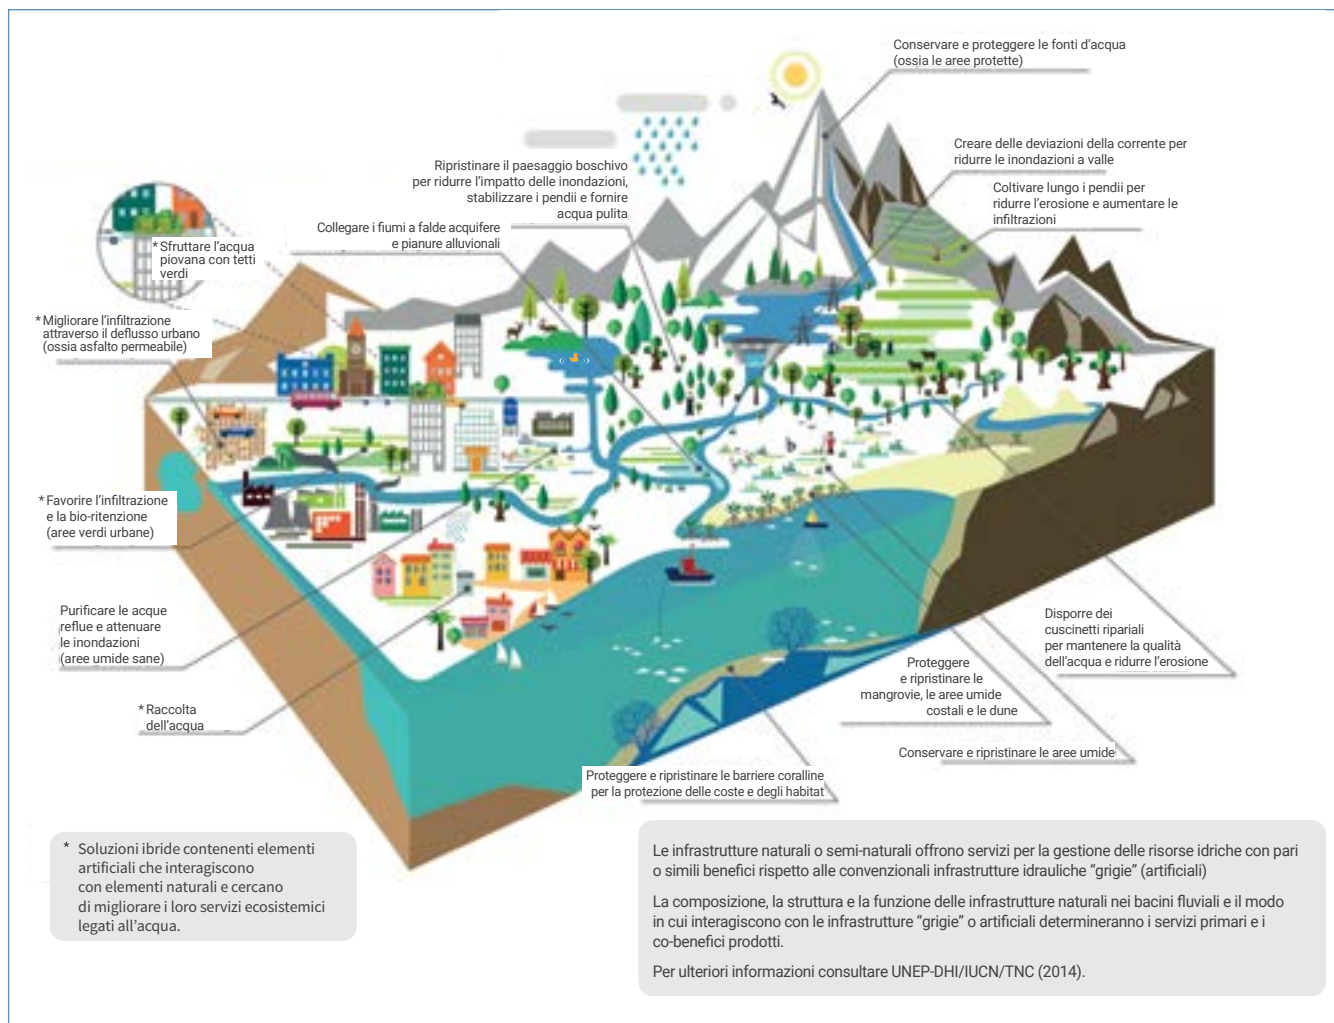 Conservare e proteggere le fonti d'acqua
(ossia le aree protette)
Creare delle deviazioni della corrente per
ridurre le inondazioni a valle
Ripristinare il paesaggio boschivo
per ridurre l'impatto delle inondazioni,
stabilizzare i pendii e fornire
acqua pulita
Coltivare lungo i pendii per
ridurre l'erosione e aumentare le
infiltrazioni
Collegare i fiumi a falde acquifere
e pianure alluvionali
* Sfruttare l'acqua
piovana con tetti
verdi
* Migliorare l'infiltrazione
attraverso il deflusso urbano
(ossia asfalto permeabile)
* Favorire l'infiltrazione
e la bio-ritenzione
(aree verdi urbane)
Purificare le acque
reflue e attenuare
le inondazioni
(aree umide sane)
* Raccolta
dell'acqua
Disporre dei
cuscinetti ripariali
per mantenere la qualità
dell'acqua e ridurre l'erosione
Proteggere
e ripristinare le
mangrovie, le aree umide
costali e le dune
Conservare e ripristinare le aree umide
Proteggere e ripristinare le barriere coralline
per la protezione delle coste e degli habitat
* Soluzioni ibride contenenti elementi
artificiali che interagiscono
con elementi naturali e cercano
di migliorare i loro servizi ecosistemici
legati all'acqua.
Le infrastrutture naturali o semi-naturali offrono servizi per la gestione delle risorse idriche con pari
o simili benefici rispetto alle convenzionali infrastrutture idrauliche "grigie" (artificiali)
La composizione, la struttura e la funzione delle infrastrutture naturali nei bacini fluviali e il modo
in cui interagiscono con le infrastrutture "grigie" o artificiali determineranno i servizi primari e i
co-benefici prodotti.
Per ulteriori informazioni consultare UNEP-DHI/IUCN/TNC (2014).